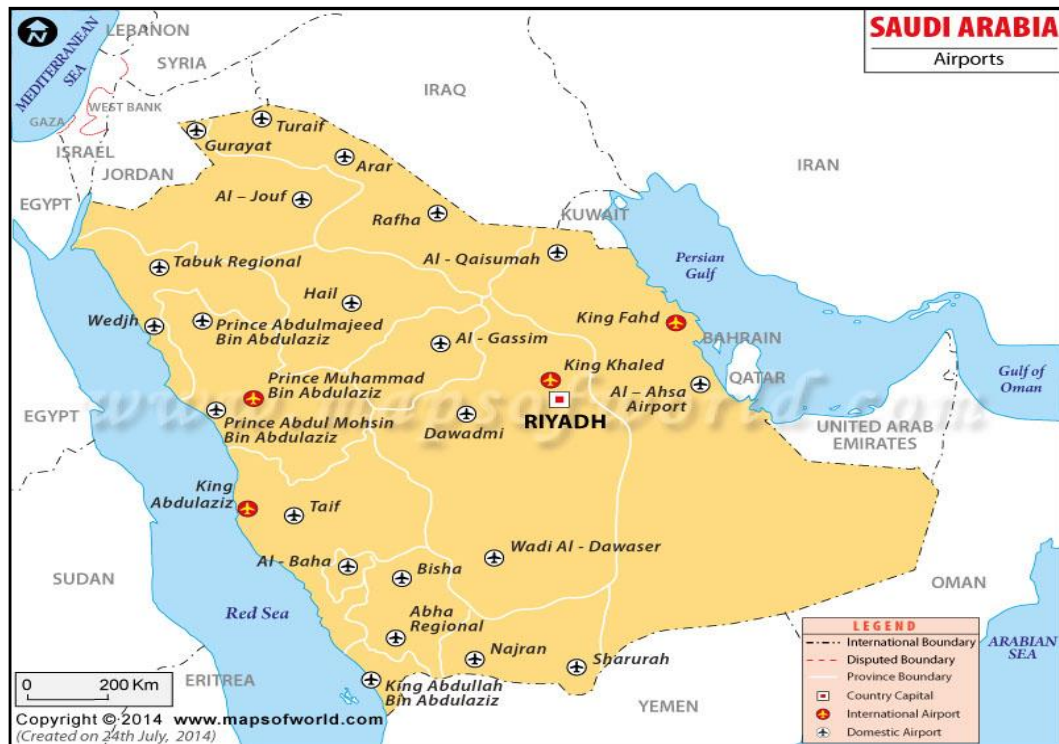 SAUDI ARABIA
Airports
N
LEBANON
MEDITERRANEAN
SEA
SYRIA
IRAQ
WEST BANK
GAZA
ISRAEL
JORDAN
EGYPT
IRAN
KUWAIT
Turaif
Gurayat
Arar
Al - Jouf
Rafha
Al - Qaisumah
Persian
Gulf
Tabuk Regional
Hail
King Fahd
Wedjh
Prince Abdulmajeed
Bin Abdulaziz
Al - Gassim
BAHRAIN
King Khaled
Prince Muhammad
Bin Abdulaziz
Al - Ahsa
Airport
QATAR
Gulf of
Oman
EGYPT
www.mapsofworld.com
Prince Abdul Mohsin
Bin Abdulaziz
Dawadmi
RIYADH
UNITED ARAB
EMIRATES
King
Abdulaziz
Taif
Al - Baha
Bisha
Wadi Al - Dawaser
SUDAN
OMAN
Red Sea
Abha
Regional
Najran
Sharurah
King Abdullah
Bin Abdulaziz
ERITREA
YEMEN
ARABIAN
SEA
LEGEND
International Boundary
Disputed Boundary
Province Boundary
Country Capital
International Airport
Domestic Airport
0 200 Km
Copyright © 2014 www.mapsofworld.com
(Created on 24th July, 2014)